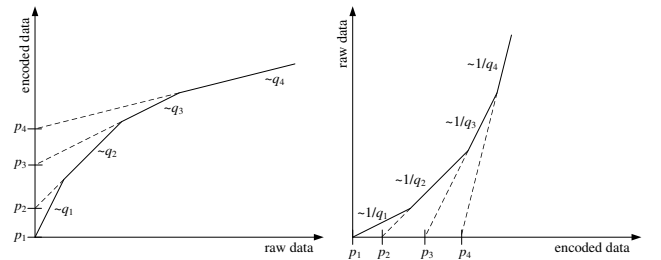 encoded data
~q4
~q3
p4
~q2
p3
p2
~q1
p1
raw data
raw data
~1/q4
~1/q3
~1/q2
~1/q1
p1
p2
p3
p4
encoded data